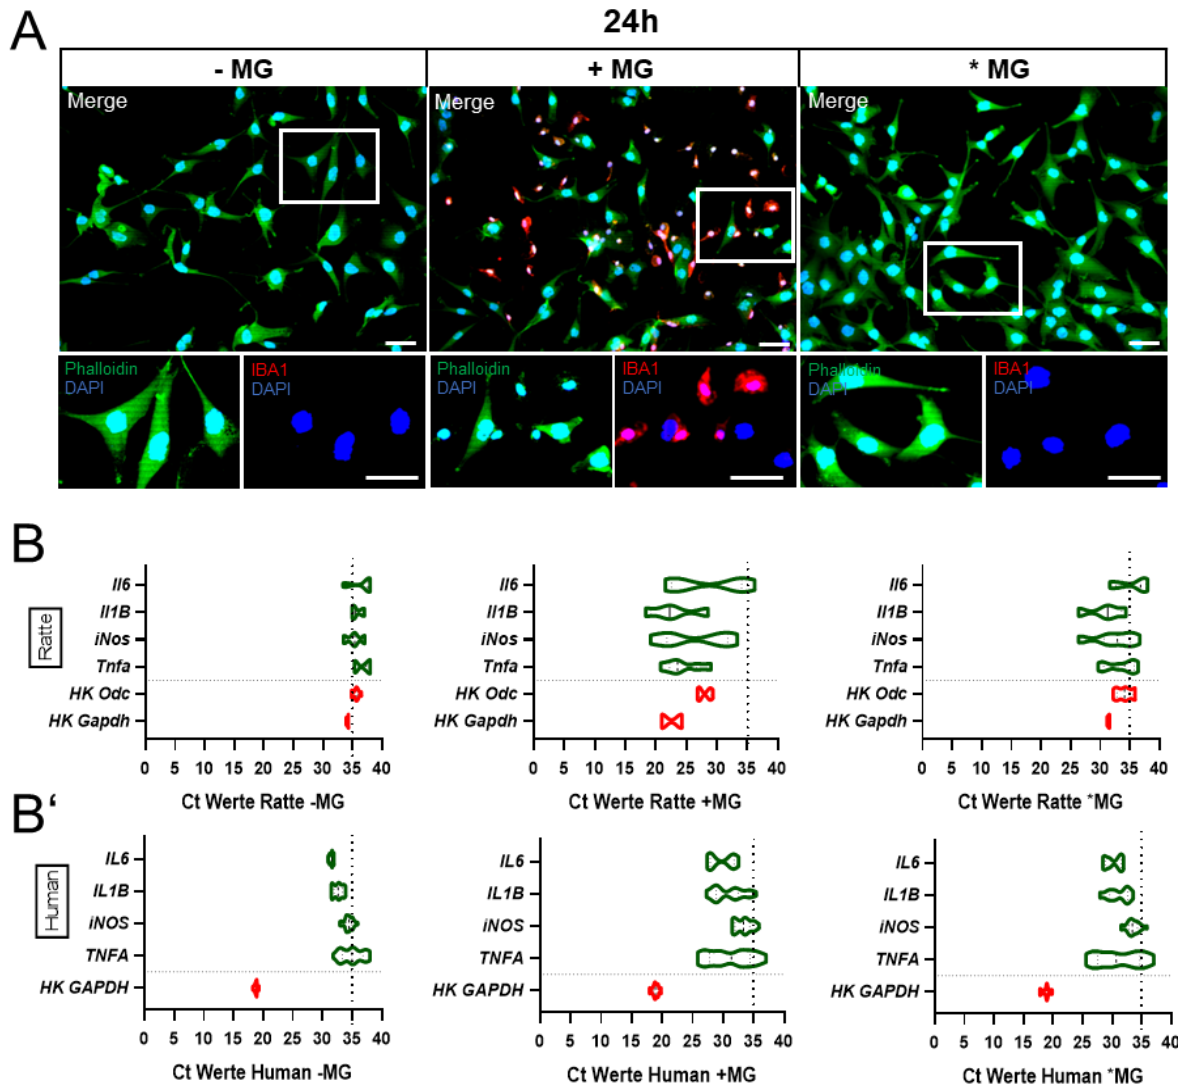 A
24h
- MG
+ MG
* MG
Merge
Merge
Merge
Phalloidin
DAPI
IBA1
DAPI
Phalloidin
DAPI
IBA1
DAPI
Phalloidin
DAPI
IBA1
DAPI
B
Ratte
Il6
Il1B
iNos
Tnfa
HK Odc
HK Gapdh
0 5 10 15 20 25 30 35 40
Ct Werte Ratte -MG
Il6
Il1B
iNos
Tnfa
HK Odc
HK Gapdh
0 5 10 15 20 25 30 35 40
Ct Werte Ratte +MG
Il6
Il1B
iNos
Tnfa
HK Odc
HK Gapdh
0 5 10 15 20 25 30 35 40
Ct Werte Ratte *MG
B‘
Human
IL6
IL1B
iNOS
TNFA
HK GAPDH
0 5 10 15 20 25 30 35 40
Ct Werte Human -MG
IL6
IL1B
iNOS
TNFA
HK GAPDH
0 5 10 15 20 25 30 35 40
Ct Werte Human +MG
IL6
IL1B
iNOS
TNFA
HK GAPDH
0 5 10 15 20 25 30 35 40
Ct Werte Human *MG